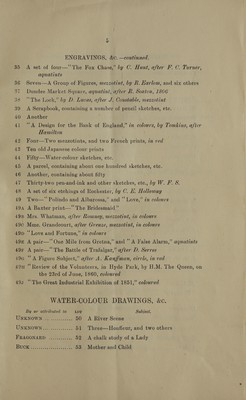 5
ENGRAVINGS, &c.—continued.
35 A set of four—"The Fox Chase," by C. Hunt, after F. C. Turner,
aquatints
36 Seven—A Group of Figures, mezzotint, by R. Earlom, and six others
37 Dundee Market Square, aquatint, after B. Scoten, 1806
38 "The Lock," by D. Lucas, after J. Constable, mezzotint
39 A Scrapbook, containing a number of pencil sketches, etc.
40 Another
41 "A Design for the Bank of England," in colours, by Tomkins, after
Hamilton
42 Four—Two mezzotints, and two French prints, in red
43 Ten old Japanese colour prints
44 Fifty—Water-colour sketches, etc.
45 A parcel, containing about one hundred sketches, etc.
46 Another, containing about fifty
47 Thirty-two pen-and-ink and other sketches, etc., by W. P. S.
48 A set of six etchings of Rochester, by C. E. Holloway
49 Two—"Polindo and Albarosa," and "Love," in colours
49A A Baxter print—"The Bridesmaid"
49B Mrs. Whatman, after Romney, mezzotint, in colours
49C Mme. Grandcourt, after Greuze, mezzotint, in colours
49D "Love and Fortune," in colours
49E A pair—"One Mile from Gretna," and "A False Alarm," aquatints
49F A pair—"The Battle of Trafalgar," after D. Serres
49G "A Figure Subject," after A. Kauffman, circle, in red
49H Review of the Volunteers, in Hyde Park, by H.M. The Queen, on
the 23rd of June, 1860, coloured
49I "The Great Industrial Exhibition of 1851," coloured
WATER-COLOUR DRAWINGS, &c.
By or attributed to LOT Subject.
UNKNOWN 50 A River Scene
UNKNOWN 51 Three—Honfleur, and two others
FRAGONARD 52 A chalk study of a Lady
BUCK 53 Mother and Child